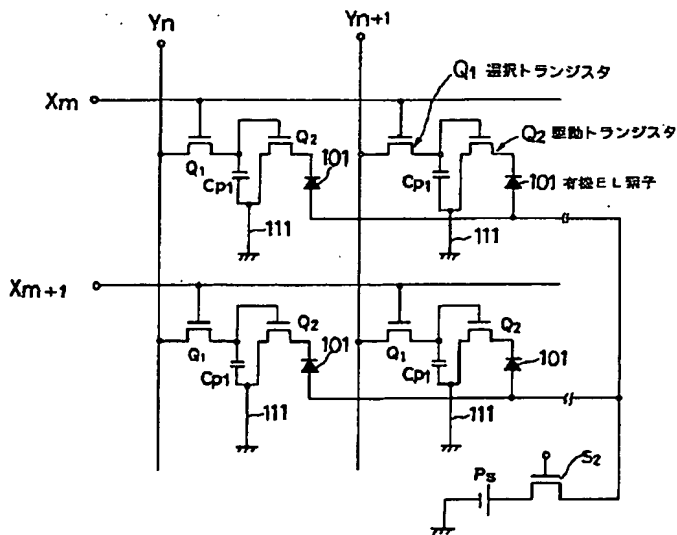 Yn
Yn+1
Q1 選択トランジスタ
Xm
Q2 駆動トランジスタ
Q1
Q2
101
Cp1
Cp1
101 有機EL素子
111
111
Xm+1
Q1
Q2
101
Cp1
Q1
Q2
101
Cp1
111
111
S2
Ps